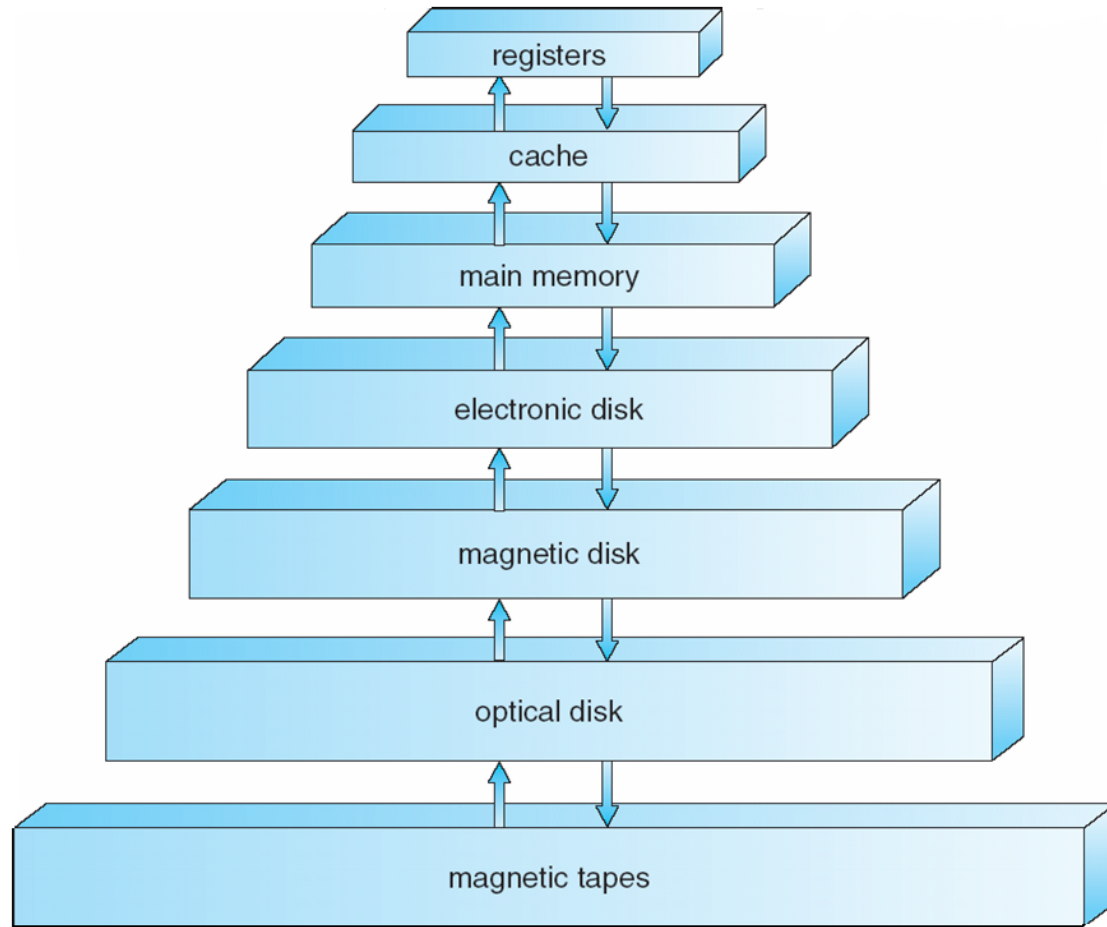 registers
cache
main memory
electronic disk
magnetic disk
optical disk
magnetic tapes